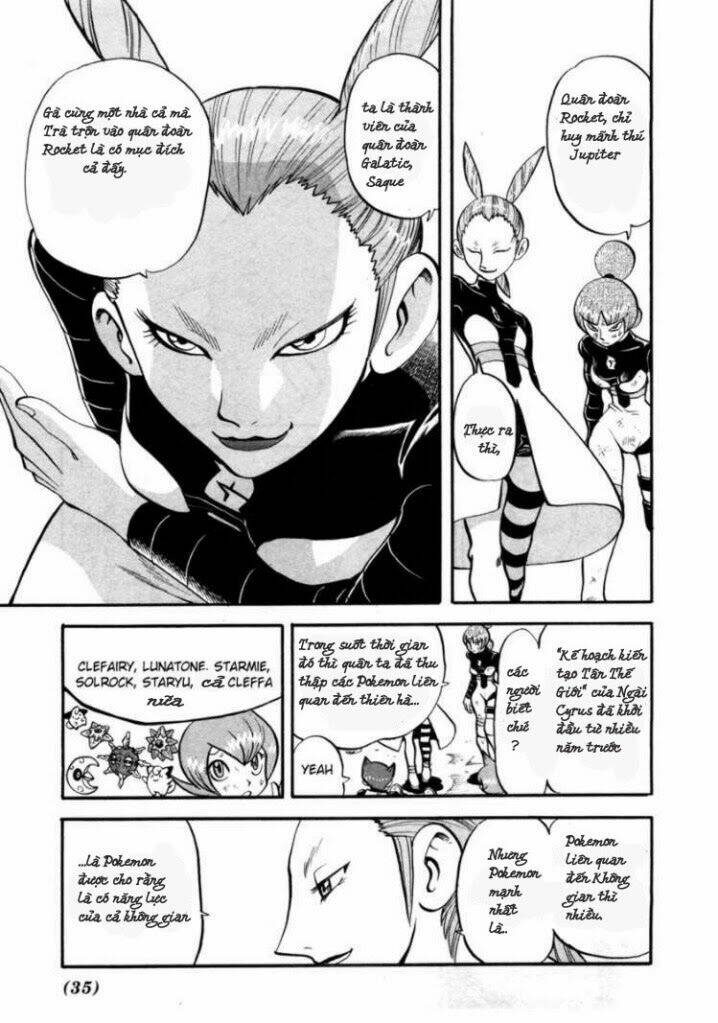 Quân đoàn
Rocket, chỉ
huy mãnh thú
Jupiter
Thực ra
thì,
ta là thành
viên của
quân đoàn
Galatic,
Saque
Gã cùng một nhà cả mà
Trà trộn vào quân đoàn
Rocket là có mục đích
cả đấy.
"Kế hoạch kiến
tạo Tân Thế
Giới" của Ngài
Cyrus đã khởi
đầu từ nhiều
năm trước
các
người
biết
chứ
?
Trong suốt thời gian
đó thì quân ta đã thu
thập các Pokemon liên
quan đến thiên hà...
YEAH
CLEFAIRY, LUNATONE. STARMIE,
SOLROCK, STARYU, cả CLEFFA
nữa
Pokemon
liên quan
đến Không
gian thì
nhiều.
Nhưng
Pokemon
mạnh
nhất
là..
...là Pokemon
được cho rằng
là có năng lực
của cả không gian
(35)